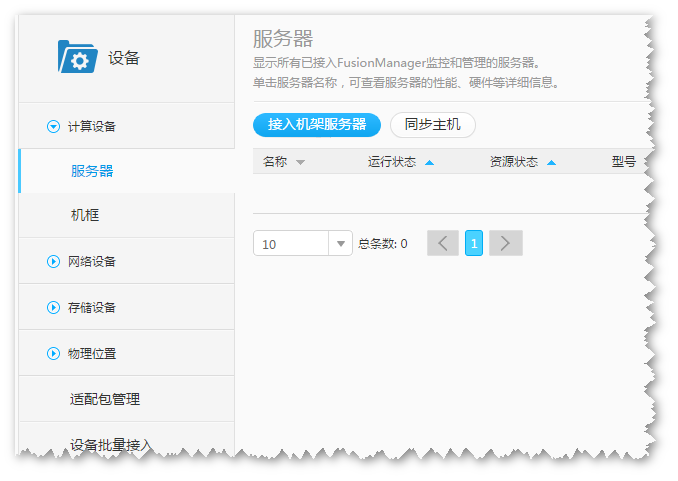 设备
计算设备
服务器
机框
网络设备
存储设备
物理位置
适配包管理
设备批量接入
服务器
显示所有已接入FusionManager监控和管理的服务器。
单击服务器名称，可查看服务器的性能、硬件等详细信息。
接入机架服务器 同步主机
名称 运行状态 资源状态 型号
10 总条数: 0 1